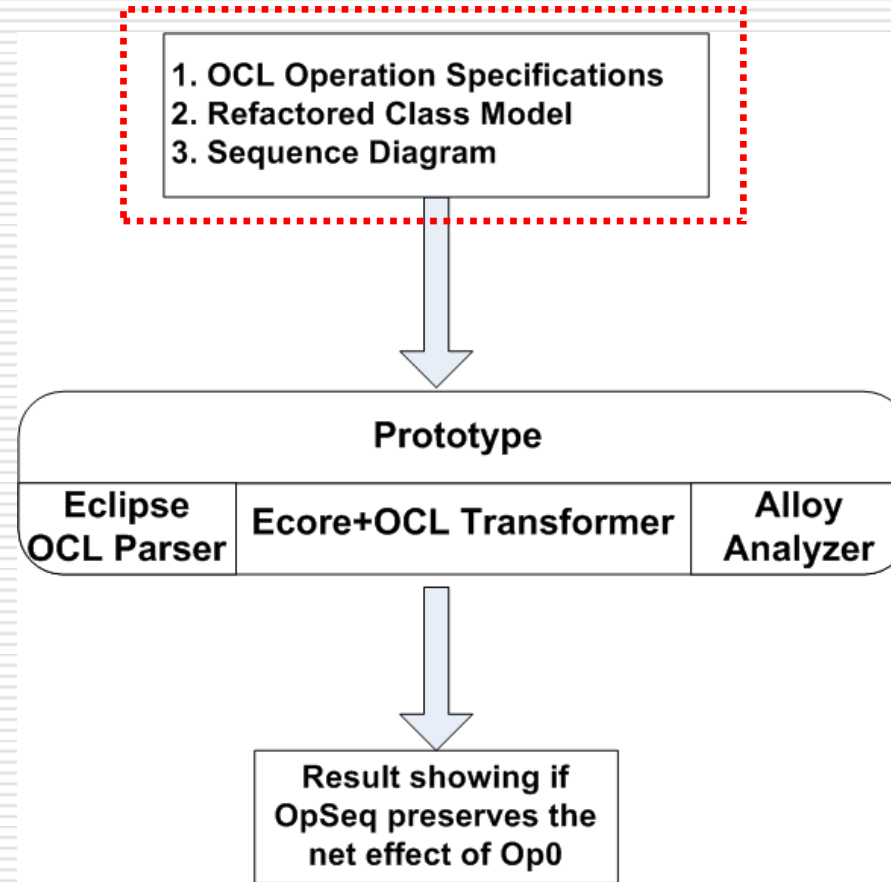 1. OCL Operation Specifications
2. Refactored Class Model
3. Sequence Diagram
Prototype
Eclipse
OCL Parser
Ecore+OCL Transformer
Alloy
Analyzer
Result showing if
OpSeq preserves the
net effect of Op0